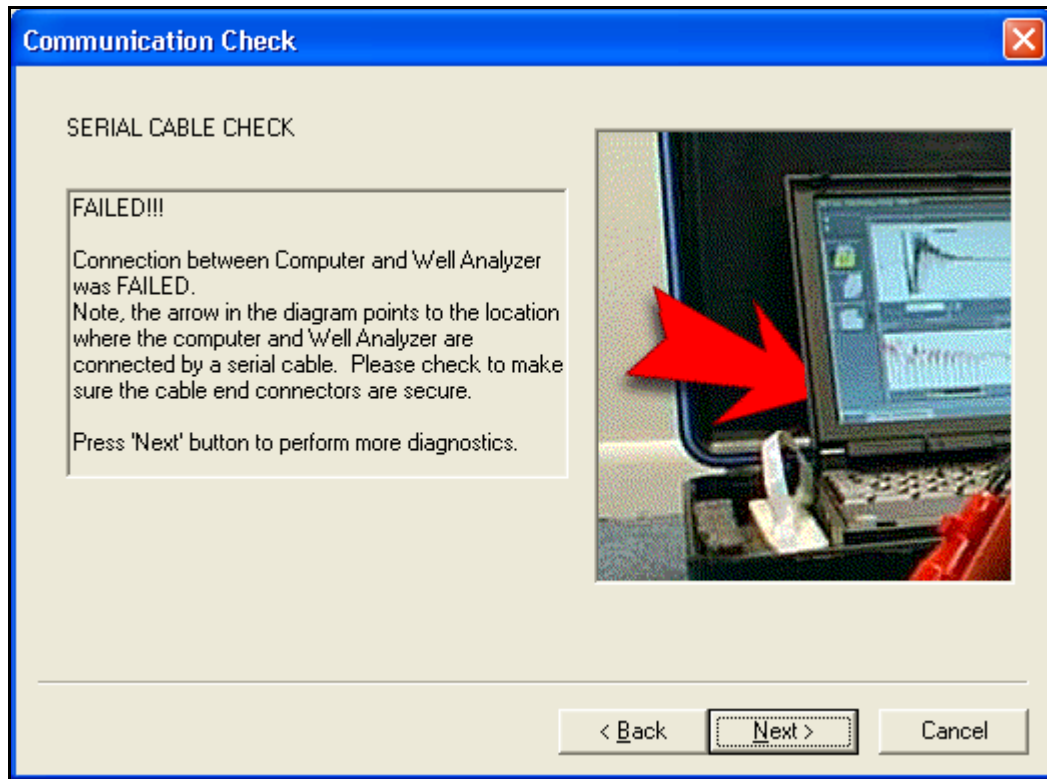 Communication Check
SERIAL CABLE CHECK
FAILED!!!
Connection between Computer and Well Analyzer
was FAILED.
Note, the arrow in the diagram points to the location
where the computer and Well Analyzer are
connected by a serial cable.  Please check to make
sure the cable end connectors are secure.
Press 'Next' button to perform more diagnostics.
< Back
Next >
Cancel